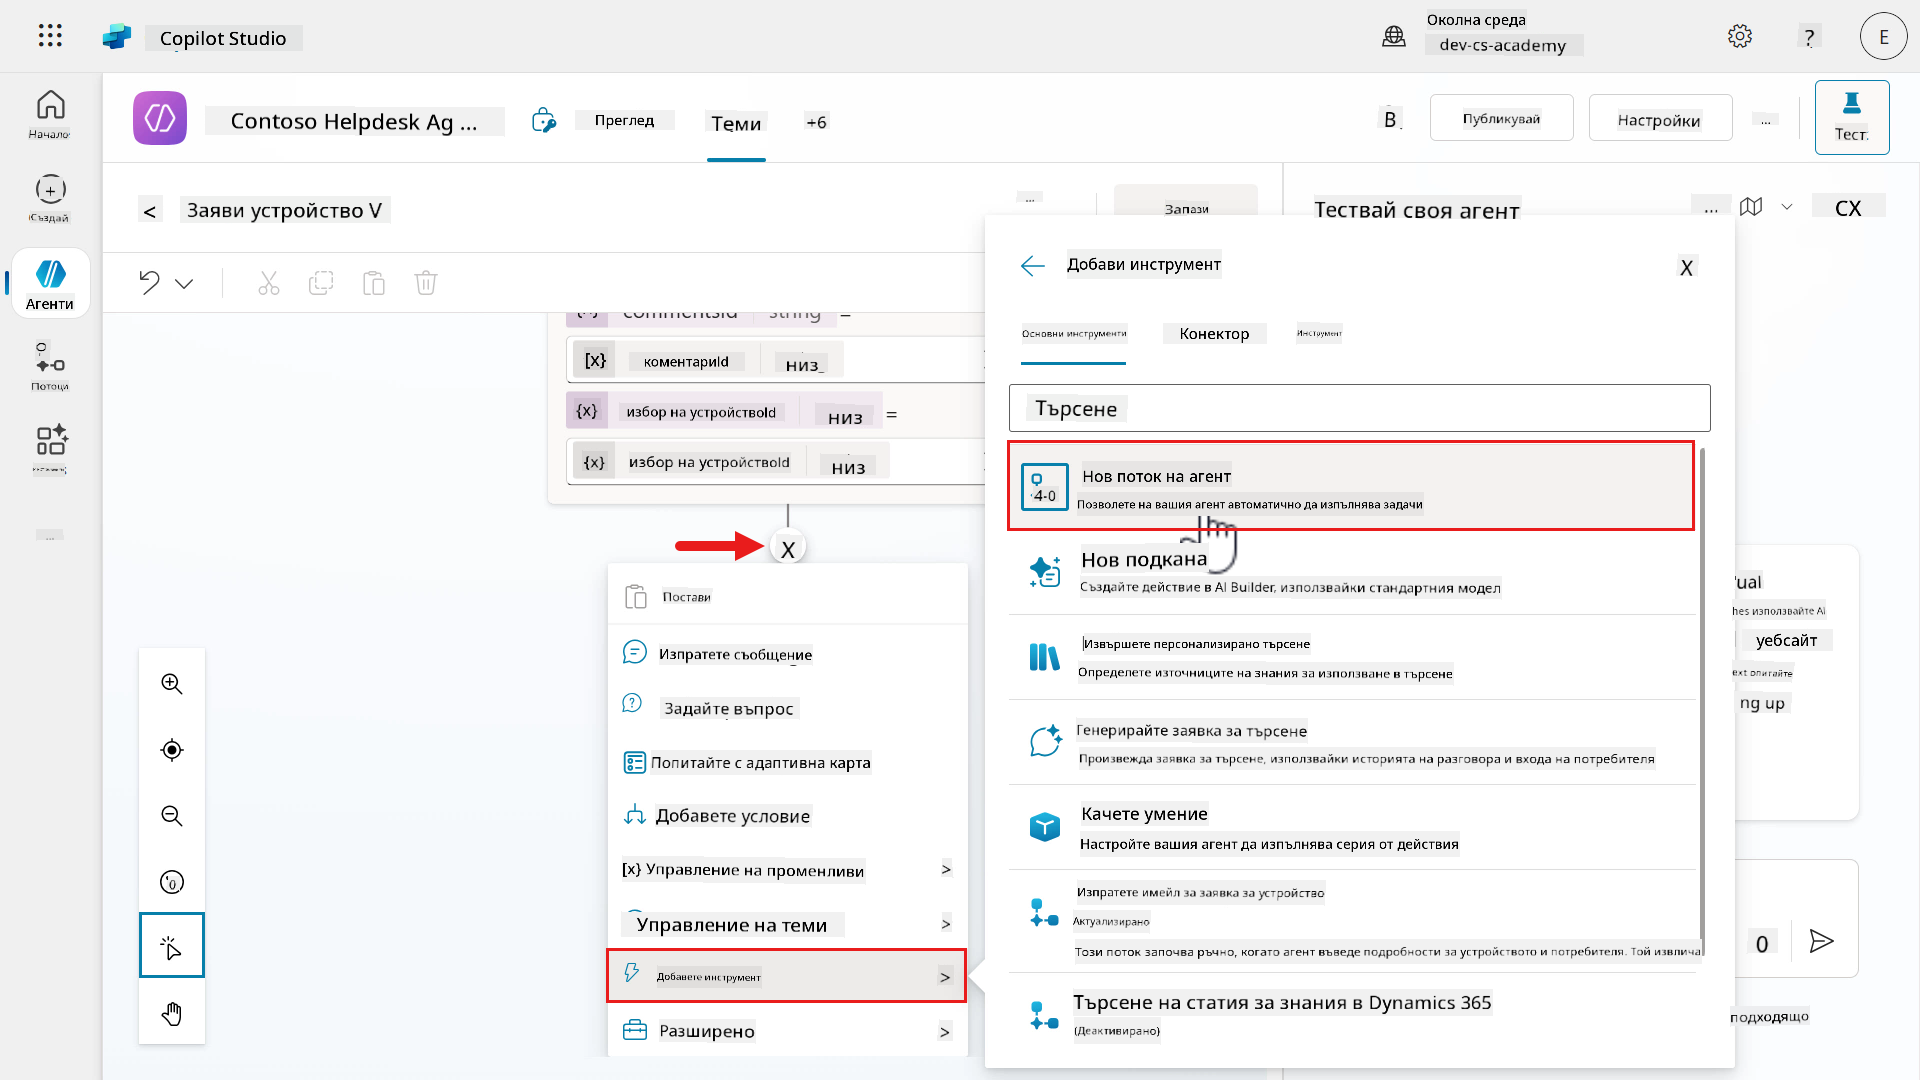 Copilot Studio
Околна среда
dev-cs-academy
?
E
Начало
Създай
Агенти
Потоци
...
Contoso Helpdesk Ag ...
Преглед
Теми
+6
В
Публикувай
Настройки
...
Тест
<
Заяви устройство V
...
Запази
Тествай своя агент
...
CX
commentsId string =
[x] коментариId низ
{x} избор на устройствоId низ =
{x} избор на устройствоId низ
X
Постави
Изпратете съобщение
Задайте въпрос
Попитайте с адаптивна карта
Добавете условие
[x] Управление на променливи >
Управление на теми >
Добавете инструмент >
Разширено >
Добави инструмент
X
Основни инструменти
Конектор
Инструмент
Търсене
4-0
Нов поток на агент
Позволете на вашия агент автоматично да изпълнява задачи
Нов подкана
Създайте действие в AI Builder, използвайки стандартния модел
Извършете персонализирано търсене
Определете източниците на знания за използване в търсене
Генерирайте заявка за търсене
Произвежда заявка за търсене, използвайки историята на разговора и входа на потребителя
Качете умение
Настройте вашия агент да изпълнява серия от действия
Изпратете имейл за заявка за устройство
Актуализирано
Този поток започва ръчно, когато агент въведе подробности за устройството и потребителя. Той извлича
Търсене на статия за знания в Dynamics 365
(Деактивирано)
ual
hes използвайте AI
уебсайт
ext опитайте
ng up
0
подходящо